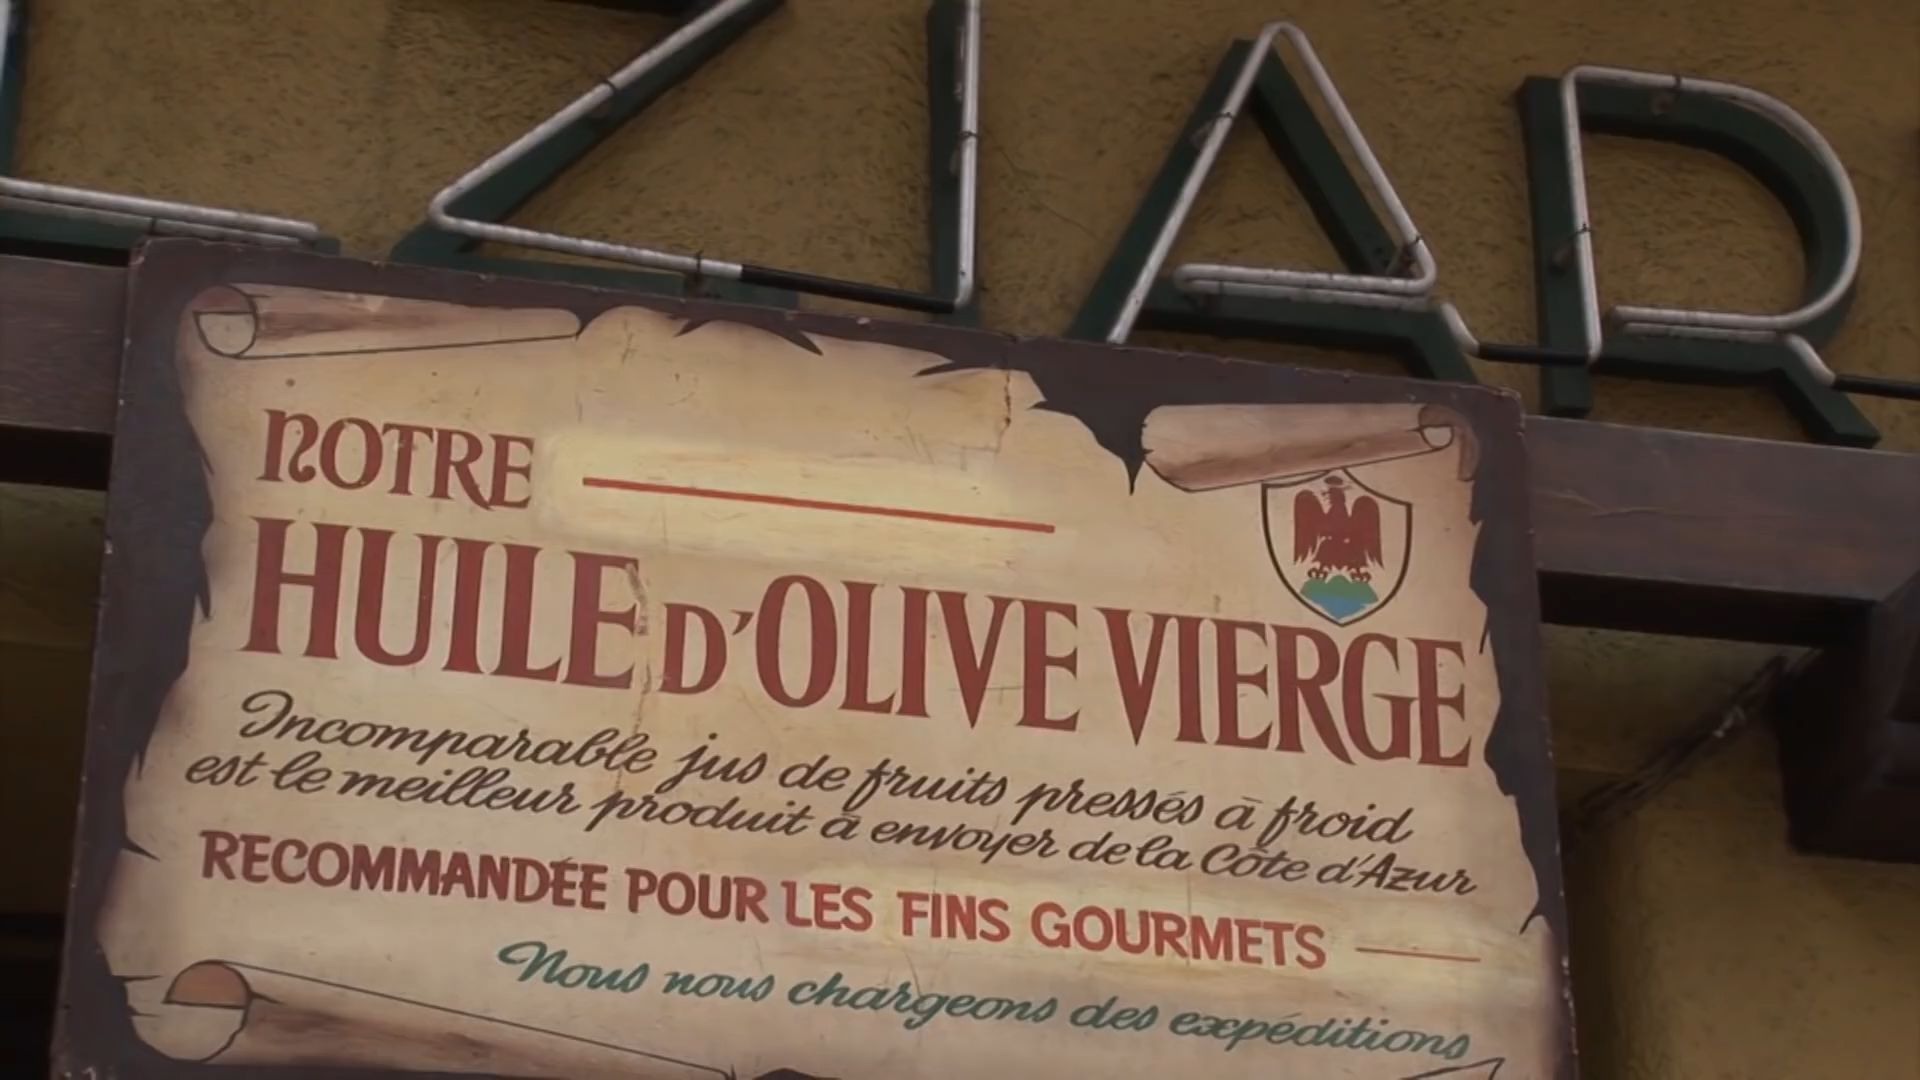 ZIAR
NOTRE
HUILE D'OLIVE VIERGE
Incomparable jus de fruits pressés à froid
est le meilleur produit à envoyer de la Côte d'Azur
RECOMMANDÉE POUR LES FINS GOURMETS
Nous nous chargeons des expéditions